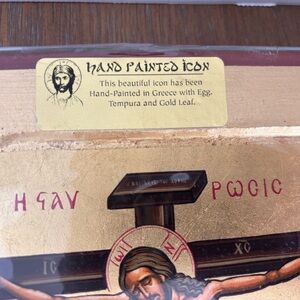 HAND PAINTED ICON
This beautiful icon has been
Hand-Painted in Greece with Egg.
Tempura and Gold Leaf.
Η ϚΑΥ ΡΩϹΙϹ
ΙϹ ΧϹ
Ν